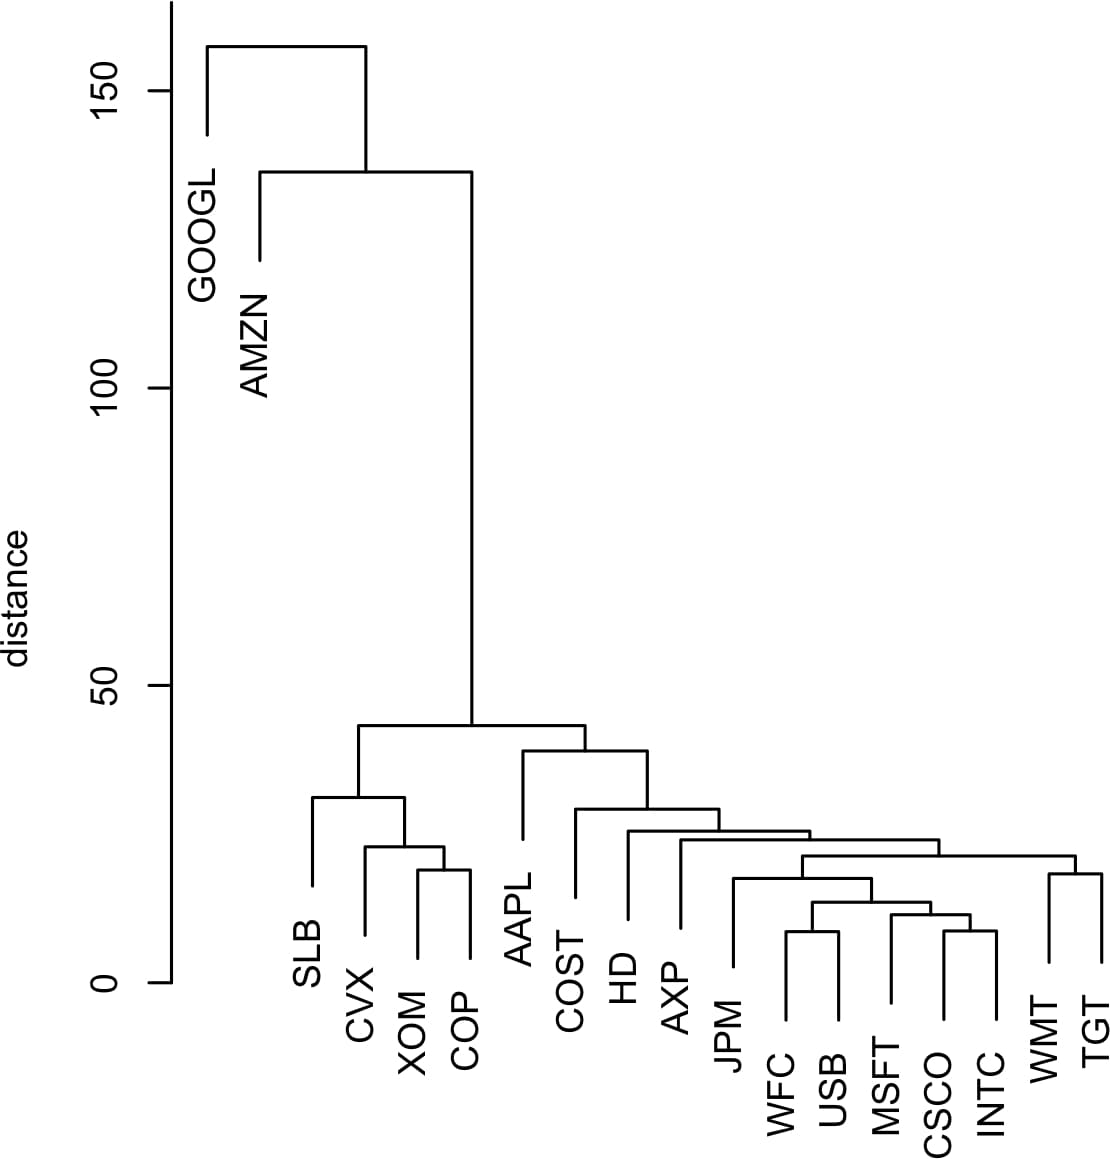 distance
150
100
50
0
GOOGL
AMZN
SLB
CVX
XOM
COP
AAPL
COST
HD
AXP
JPM
WFC
USB
MSFT
CSCO
INTC
WMT
TGT